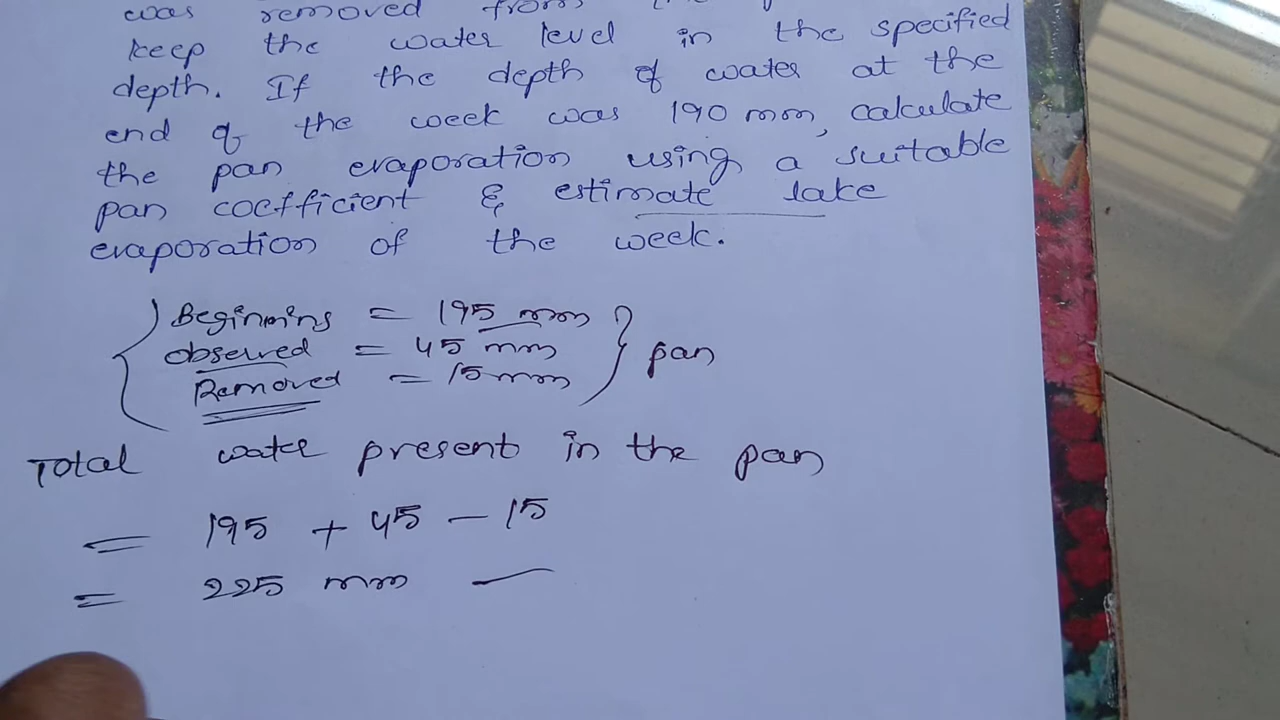 was removed from
keep the water level in the specified
depth. If the depth of water at the
end of the week was 190 mm, calculate
the pan evaporation using a suitable
pan coefficient & estimate lake
evaporation of the week.
Beginning = 195 mm
observed = 45 mm } pan
Removed = 15 mm
Total water present in the pan
= 195 + 45 - 15
= 225 mm